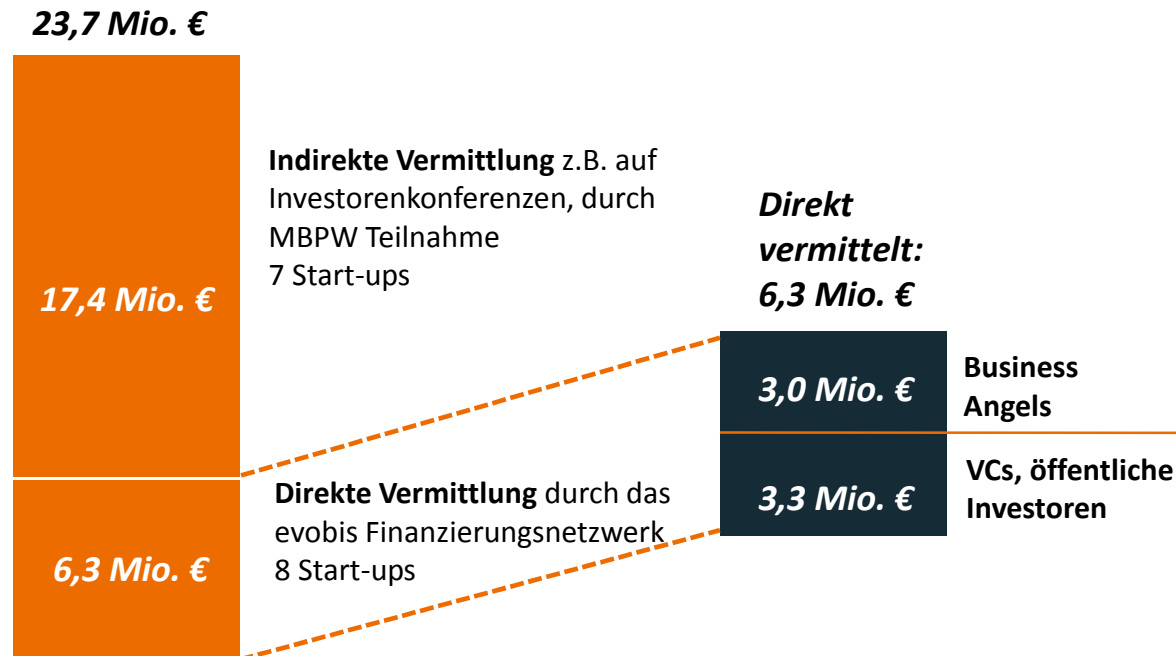 23,7 Mio. €
Indirekte Vermittlung z.B. auf
Investorenkonferenzen, durch
MBPW Teilnahme
7 Start-ups
17,4 Mio. €
Direkt
vermittelt:
6,3 Mio. €
3,0 Mio. €
Business
Angels
Direkte Vermittlung durch das
evobis Finanzierungsnetzwerk
8 Start-ups
6,3 Mio. €
3,3 Mio. €
VCs, öffentliche
Investoren